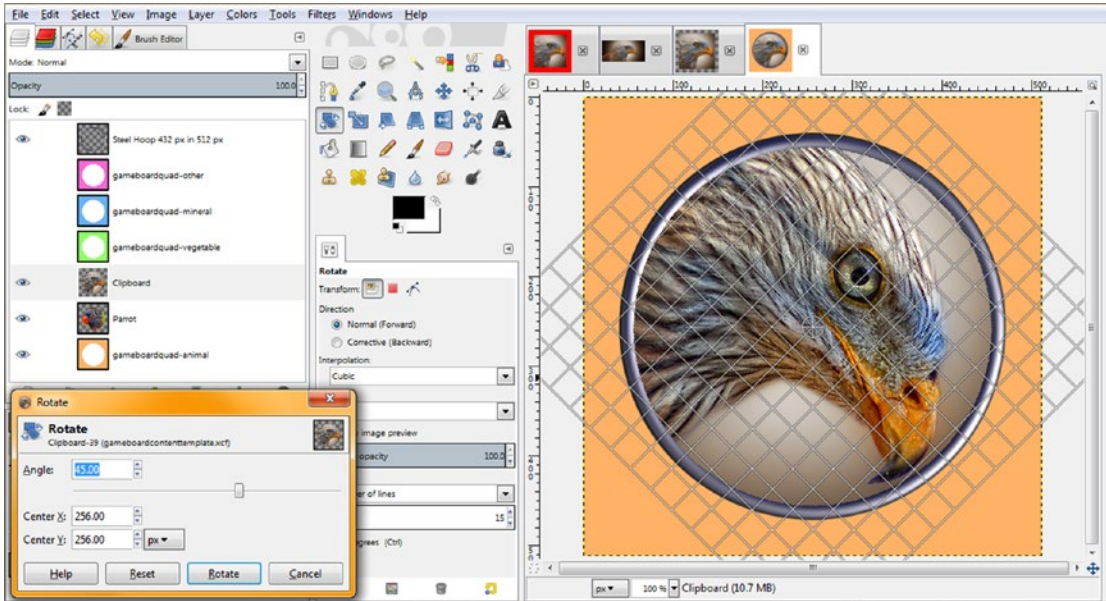 File Edit Select View Image Layer Colors Tools Filters Windows Help
Brush Editor
Mode: Normal
Opacity 100.0
Lock:
Steel Hoop 432 px in 512 px
gameboardquad-other
gameboardquad-mineral
gameboardquad-vegetable
Clipboard
Parrot
gameboardquad-animal
Rotate
Transform:
Direction
Normal (Forward)
Corrective (Backward)
Interpolation:
Cubic
image preview
opacity 100.0
er of lines
15
egrees (Ctrl)
Rotate
Rotate
Clipboard-39 (gameboardcontenttemplate.xcf)
Angle: 45.00
Center X: 256.00
Center Y: 256.00 px
Help Reset Rotate Cancel
0 100 200 300 400 500
px 100 % Clipboard (10.7 MB)